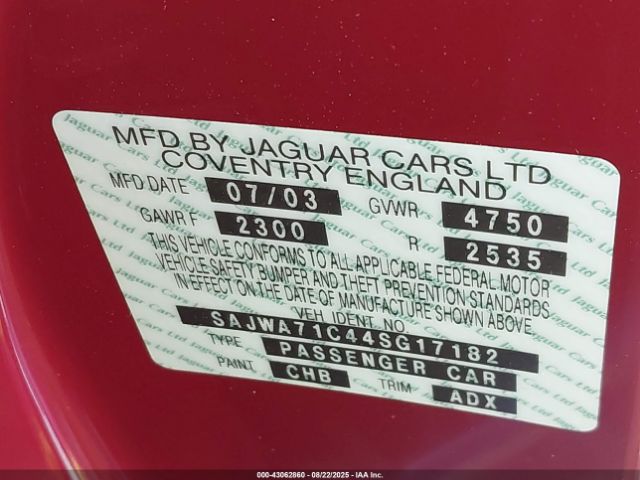 MFD BY JAGUAR CARS LTD
COVENTRY ENGLAND
MFD DATE 07/03 GVWR 4750
GAWR F 2300 R 2535
THIS VEHICLE CONFORMS TO ALL APPLICABLE FEDERAL MOTOR
VEHICLE SAFETY BUMPER AND THEFT PREVENTION STANDARDS
IN EFFECT ON THE DATE OF MANUFACTURE SHOWN ABOVE.
VEH IDENT. NO.
SAJWA71C44SG17182
TYPE PASSENGER CAR
PAINT CHB TRIM ADX
000-43062860 - 08/22/2025 - IAA Inc.